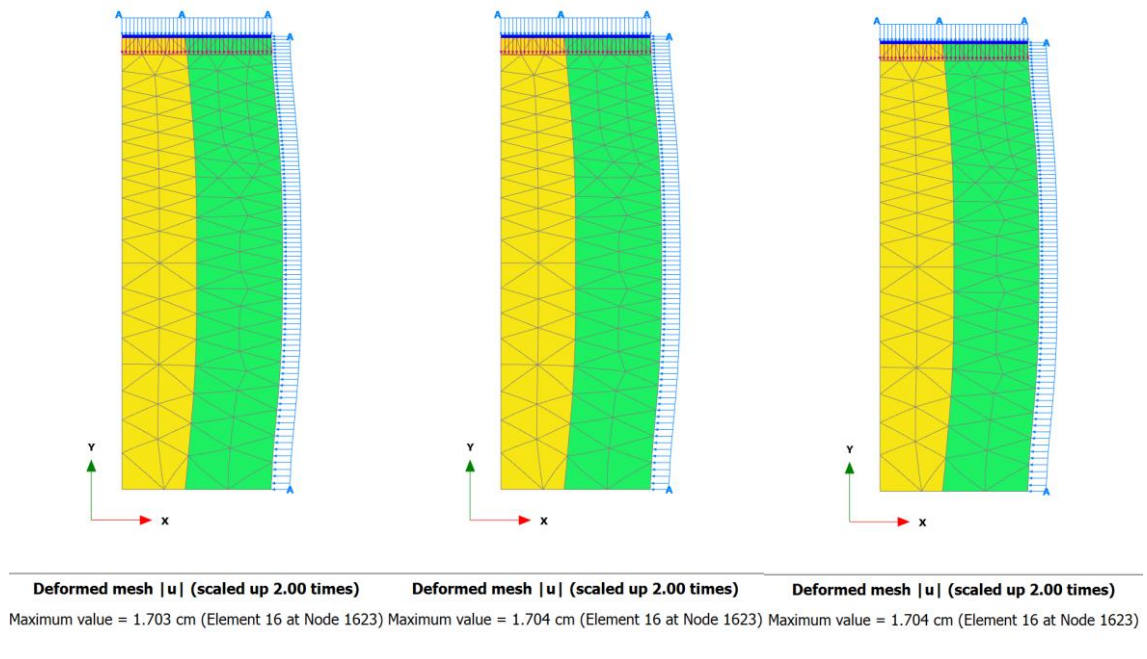 A A A A A A A A A
A A A
Y Y Y
A A A
X X X
Deformed mesh |u| (scaled up 2.00 times) Deformed mesh |u| (scaled up 2.00 times) Deformed mesh |u| (scaled up 2.00 times)
Maximum value = 1.703 cm (Element 16 at Node 1623) Maximum value = 1.704 cm (Element 16 at Node 1623) Maximum value = 1.704 cm (Element 16 at Node 1623)